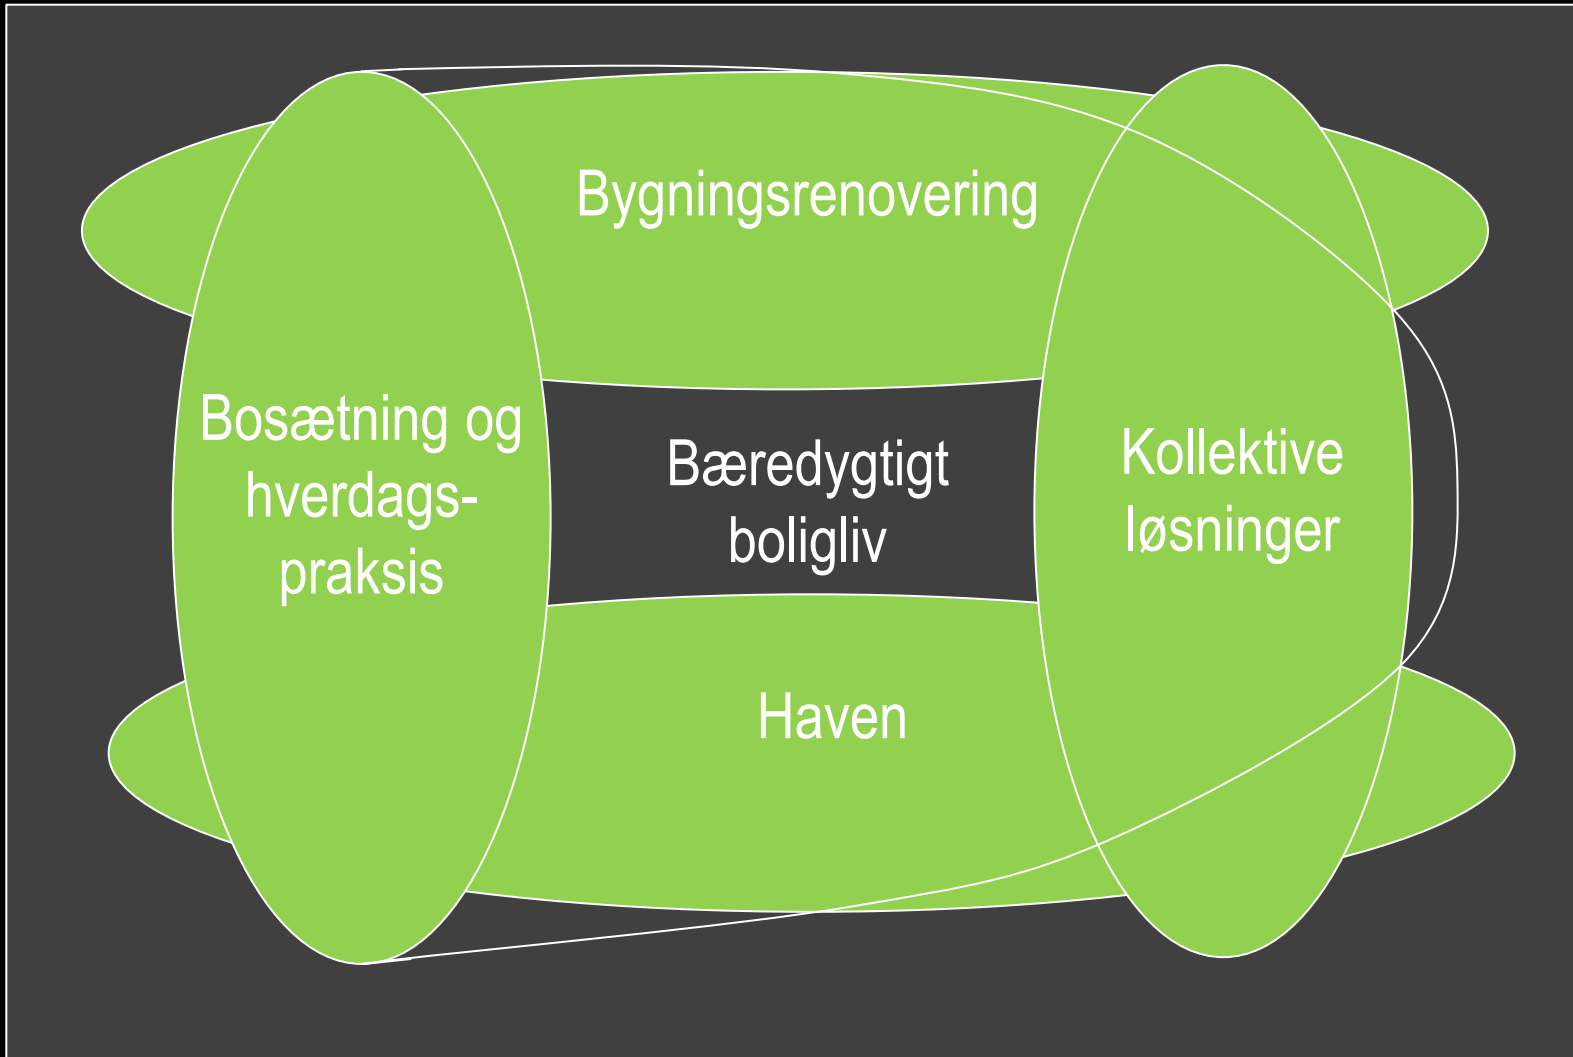 Bygningsrenovering
Bosætning og
hverdags-
praksis
Bæredygtigt
boligliv
Kollektive
løsninger
Haven